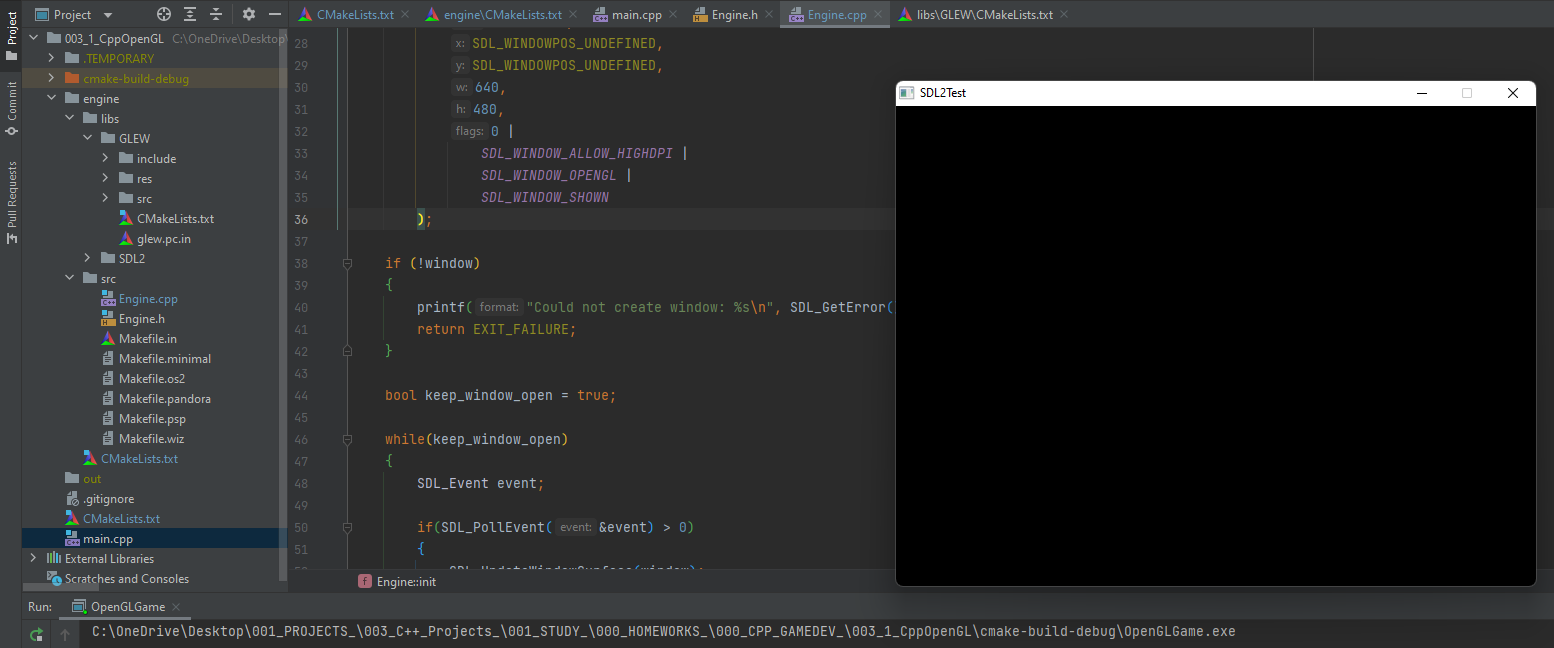 Project
CMakeLists.txt
engine\CMakeLists.txt
main.cpp
Engine.h
Engine.cpp
libs\GLEW\CMakeLists.txt
Project
Commit
Pull Requests
003_1_CppOpenGL C:\OneDrive\Desktop\
.TEMPORARY
cmake-build-debug
engine
libs
GLEW
include
res
src
CMakeLists.txt
glew.pc.in
SDL2
src
Engine.cpp
Engine.h
Makefile.in
Makefile.minimal
Makefile.os2
Makefile.pandora
Makefile.psp
Makefile.wiz
CMakeLists.txt
out
.gitignore
CMakeLists.txt
main.cpp
External Libraries
Scratches and Consoles
28 x: SDL_WINDOWPOS_UNDEFINED,
29 y: SDL_WINDOWPOS_UNDEFINED,
30 w: 640,
31 h: 480,
32 flags: 0 |
33 SDL_WINDOW_ALLOW_HIGHDPI |
34 SDL_WINDOW_OPENGL |
35 SDL_WINDOW_SHOWN
36 );
37
38 if (!window)
39 {
40 printf( format: "Could not create window: %s\n", SDL_GetError(
41 return EXIT_FAILURE;
42 }
43
44 bool keep_window_open = true;
45
46 while(keep_window_open)
47 {
48 SDL_Event event;
49
50 if(SDL_PollEvent( event: &event) > 0)
51 {
SDL_UpdateWindowSurface(window);
f Engine::init
SDL2Test
Run: OpenGLGame
C:\OneDrive\Desktop\001_PROJECTS_\003_C++_Projects_\001_STUDY_\000_HOMEWORKS_\000_CPP_GAMEDEV_\003_1_CppOpenGL\cmake-build-debug\OpenGLGame.exe